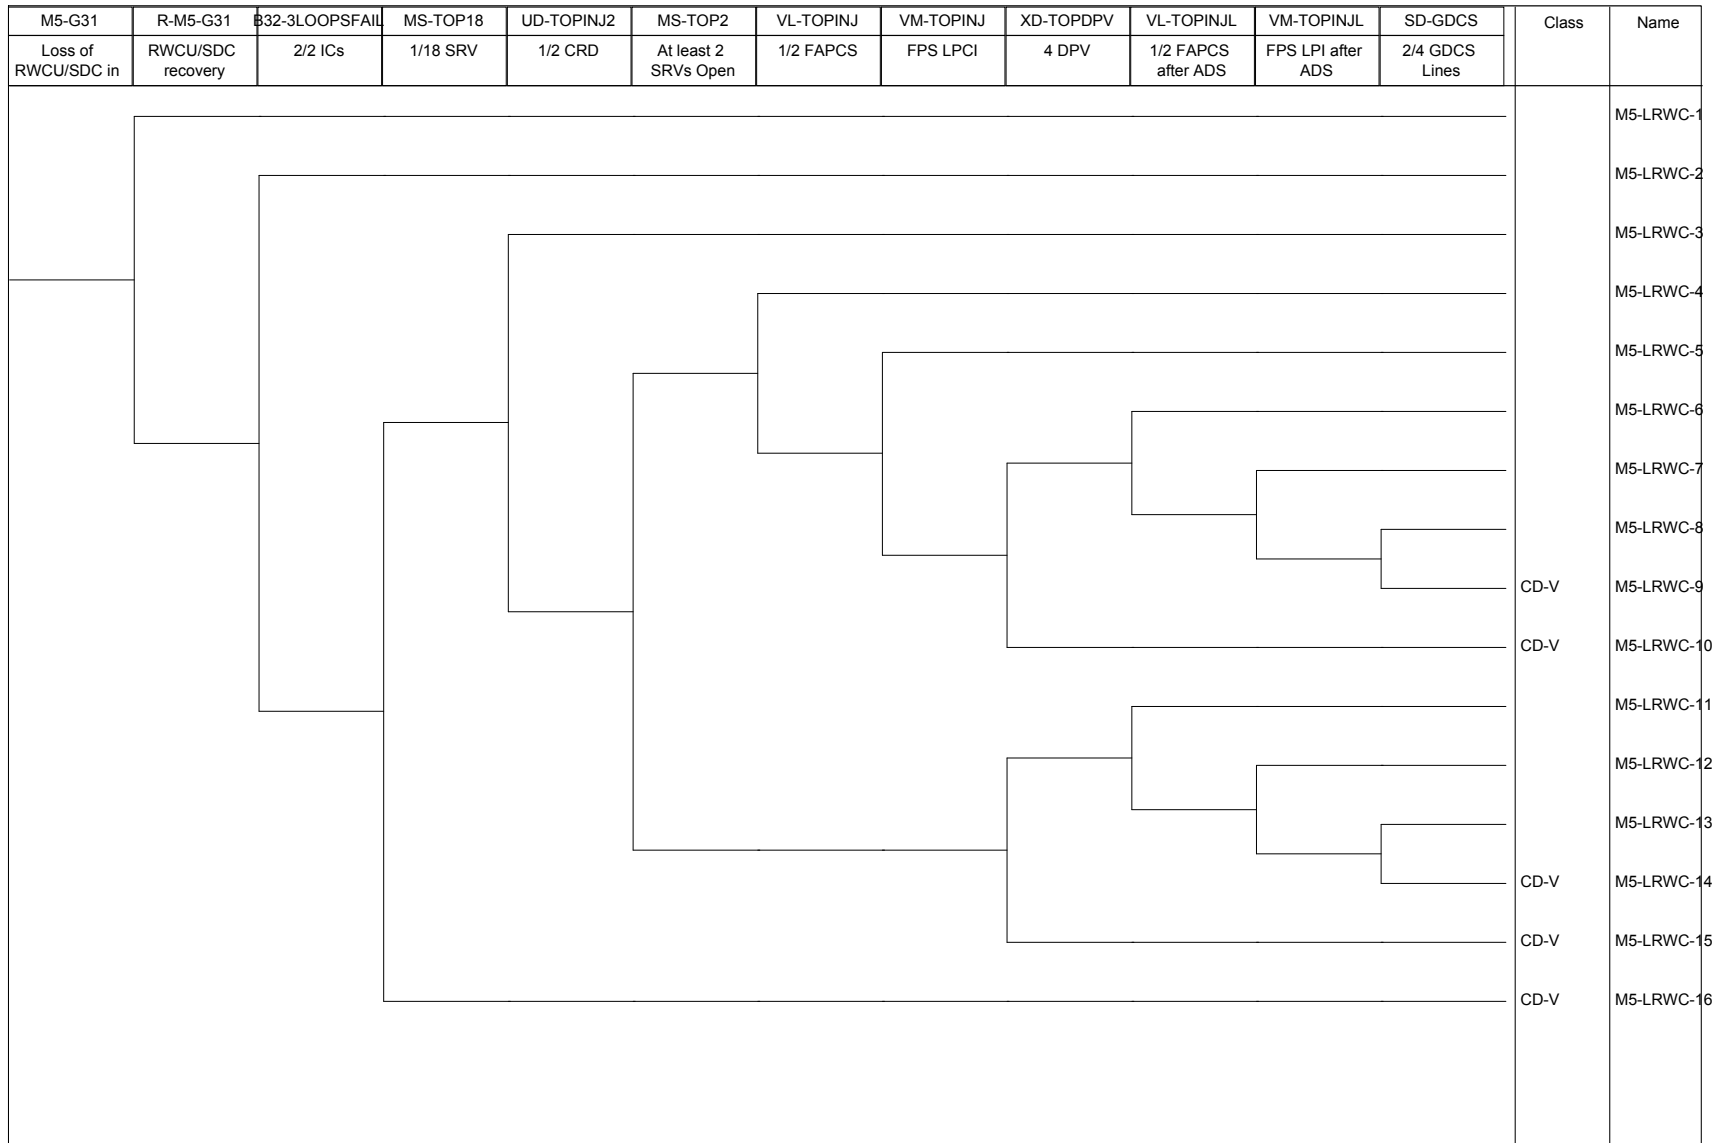 M5-G31 R-M5-G31 B32-3LOOPSFAIL MS-TOP18 UD-TOPINJ2 MS-TOP2 VL-TOPINJ VM-TOPINJ XD-TOPDPV VL-TOPINJL VM-TOPINJL SD-GDCS Class Name
Loss of RWCU/SDC 2/2 ICs 1/18 SRV 1/2 CRD At least 2 1/2 FAPCS FPS LPCI 4 DPV 1/2 FAPCS FPS LPI after 2/4 GDCS
RWCU/SDC in recovery SRVs Open after ADS ADS Lines
M5-LRWC-1
M5-LRWC-2
M5-LRWC-3
M5-LRWC-4
M5-LRWC-5
M5-LRWC-6
M5-LRWC-7
M5-LRWC-8
CD-V M5-LRWC-9
CD-V M5-LRWC-10
M5-LRWC-11
M5-LRWC-12
M5-LRWC-13
CD-V M5-LRWC-14
CD-V M5-LRWC-15
CD-V M5-LRWC-16